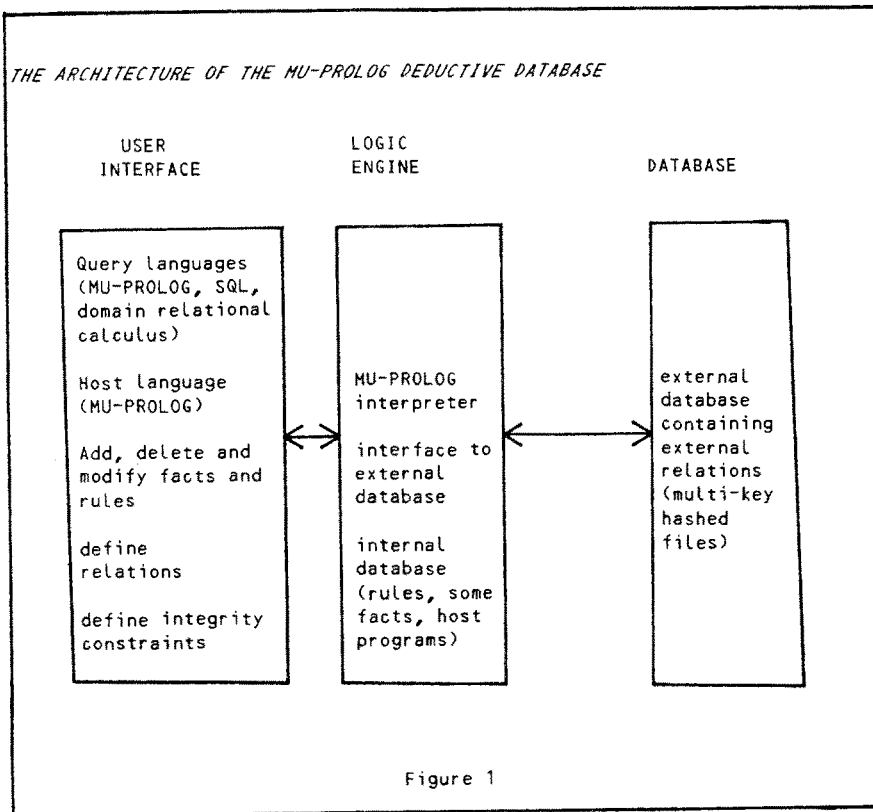 THE ARCHITECTURE OF THE MU-PROLOG DEDUCTIVE DATABASE
USER
INTERFACE
LOGIC
ENGINE
DATABASE
Query languages
(MU-PROLOG, SQL,
domain relational
calculus)
Host language
(MU-PROLOG)
Add, delete and
modify facts and
rules
define
relations
define integrity
constraints
MU-PROLOG
interpreter
interface to
external
database
internal
database
(rules, some
facts, host
programs)
external
database
containing
external
relations
(multi-key
hashed
files)
Figure 1